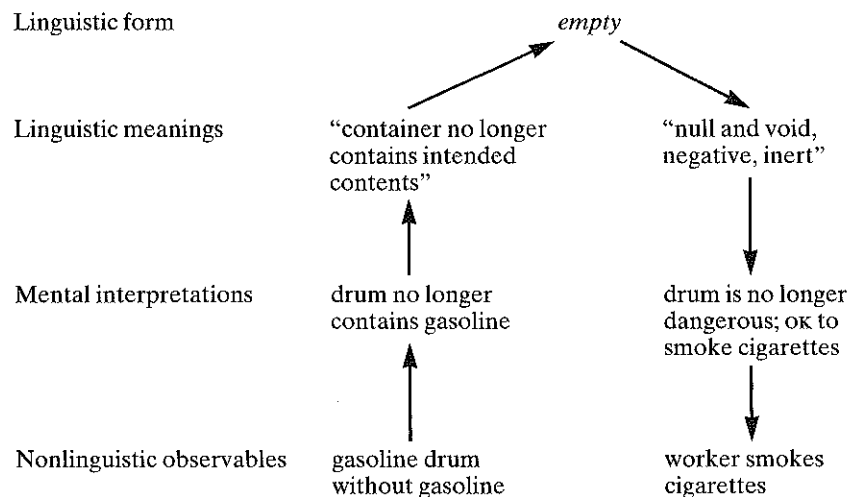 Linguistic form empty
Linguistic meanings "container no longer "null and void,
contains intended negative, inert"
contents"
Mental interpretations drum no longer drum is no longer
contains gasoline dangerous; OK to
smoke cigarettes
Nonlinguistic observables gasoline drum worker smokes
without gasoline cigarettes